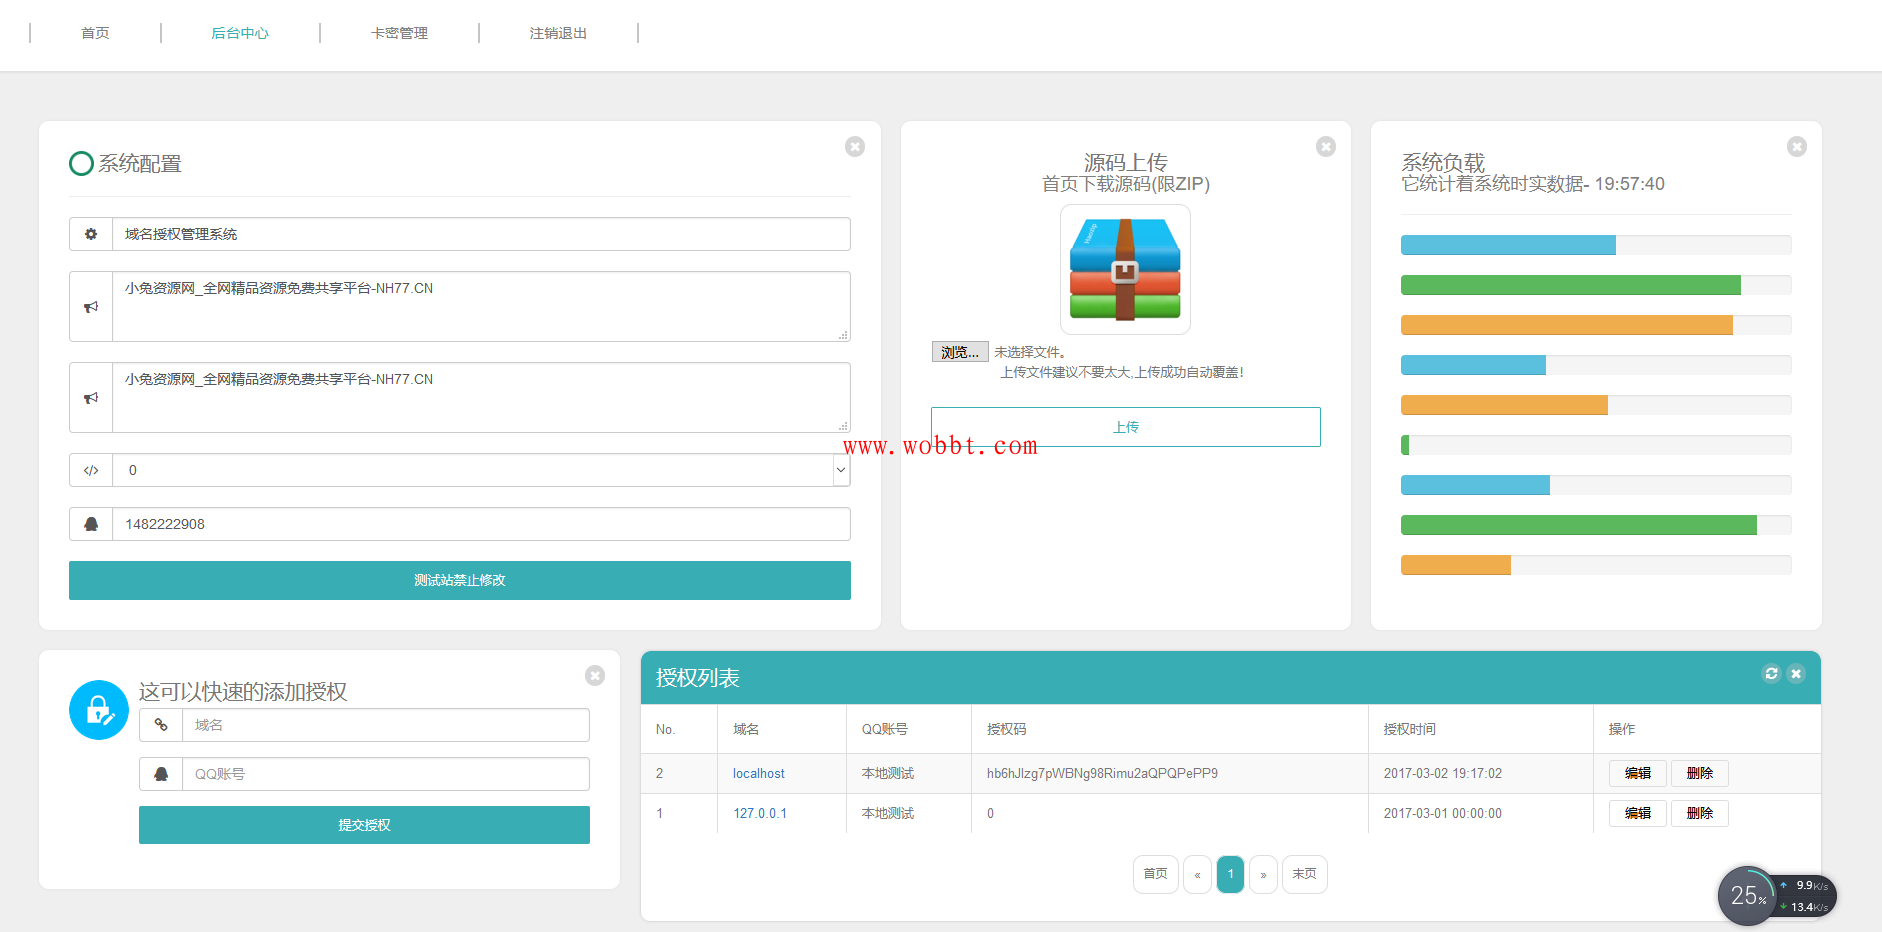 首页
后台中心
卡密管理
注销退出
系统配置
域名授权管理系统
小兔资源网_全网精品资源免费共享平台-NH77.CN
小兔资源网_全网精品资源免费共享平台-NH77.CN
0
1482222908
测试站禁止修改
源码上传
首页下载源码(限ZIP)
浏览... 未选择文件。
上传文件建议不要太大,上传成功自动覆盖!
上传
www.wobbt.com
系统负载
它统计着系统时实数据- 19:57:40
这可以快速的添加授权
域名
QQ账号
提交授权
授权列表
No. 域名 QQ账号 授权码 授权时间 操作
2 localhost 本地测试 hb6hJIzg7pWBNg98Rimu2aQPQPePP9 2017-03-02 19:17:02 编辑 删除
1 127.0.0.1 本地测试 0 2017-03-01 00:00:00 编辑 删除
首页 « 1 » 末页
25%
9.9K/s
13.4K/s